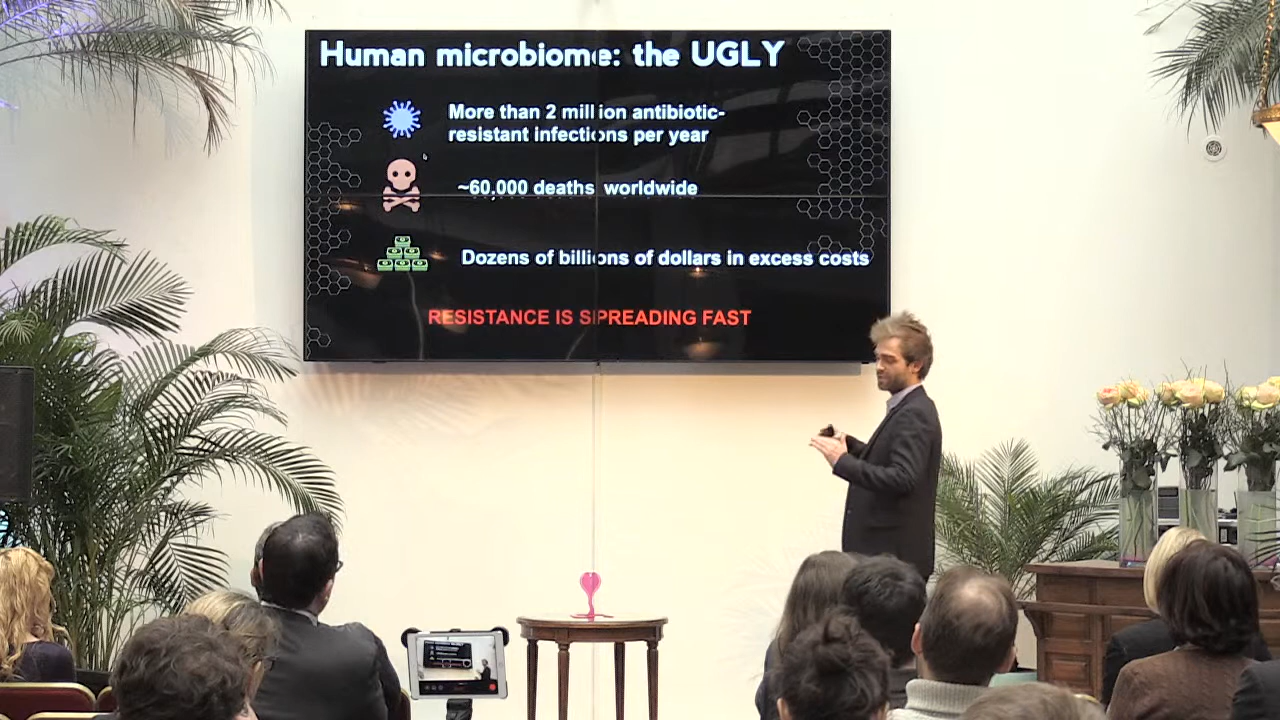 Human microbiome: the UGLY
More than 2 million antibiotic-
resistant infections per year
~60,000 deaths worldwide
Dozens of billions of dollars in excess costs
RESISTANCE IS SPREADING FAST